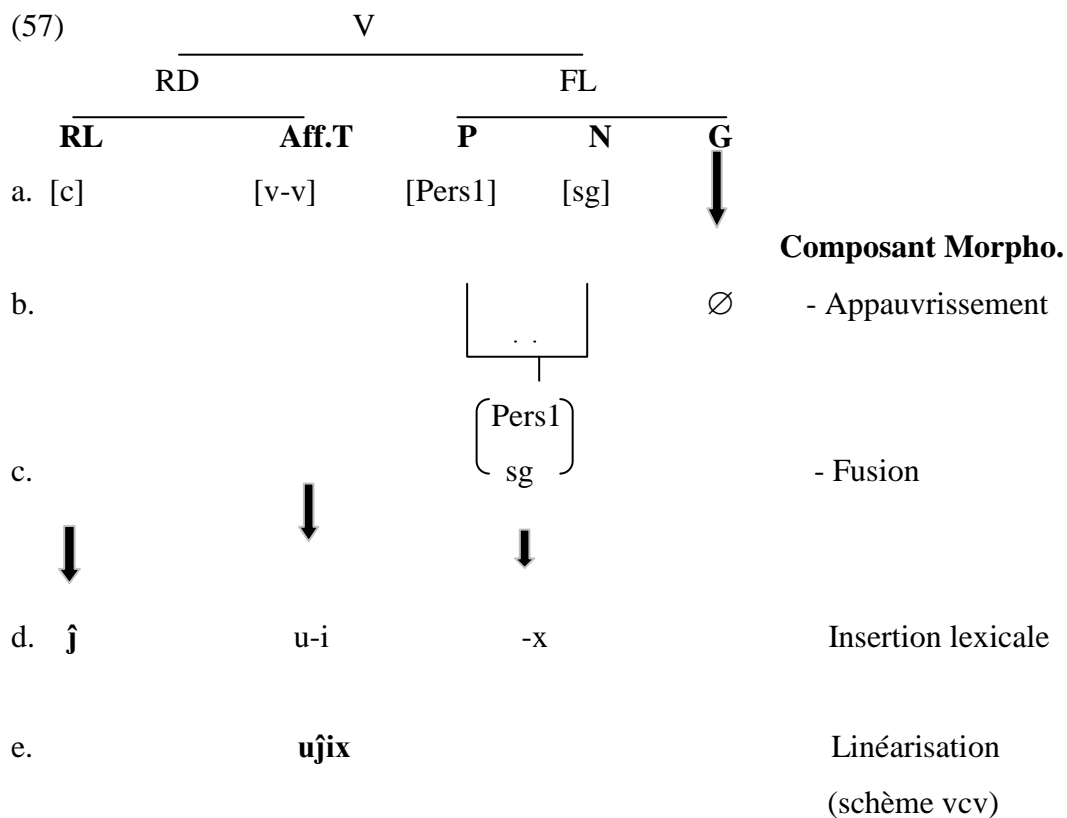 (57) V
RD FL
RL Aff.T P N G
a. [c] [v-v] [Pers1] [sg]
Composant Morpho.
b. ∅ - Appauvrissement
. .
Pers1
c. sg - Fusion
d. ĵ u-i -x Insertion lexicale
e. uĵix Linéarisation
(schème vcv)